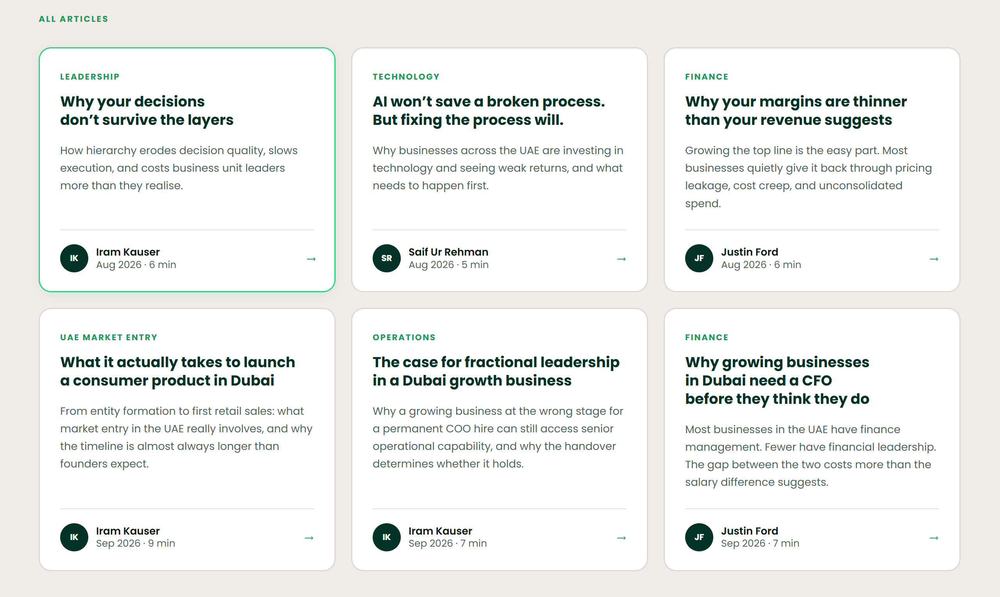 ALL ARTICLES
LEADERSHIP
Why your decisions
don’t survive the layers
How hierarchy erodes decision quality, slows
execution, and costs business unit leaders
more than they realise.
IK
Iram Kauser
Aug 2026 · 6 min
→
TECHNOLOGY
AI won’t save a broken process.
But fixing the process will.
Why businesses across the UAE are investing in
technology and seeing weak returns, and what
needs to happen first.
SR
Saif Ur Rehman
Aug 2026 · 5 min
→
FINANCE
Why your margins are thinner
than your revenue suggests
Growing the top line is the easy part. Most
businesses quietly give it back through pricing
leakage, cost creep, and unconsolidated
spend.
JF
Justin Ford
Aug 2026 · 6 min
→
UAE MARKET ENTRY
What it actually takes to launch
a consumer product in Dubai
From entity formation to first retail sales: what
market entry in the UAE really involves, and why
the timeline is almost always longer than
founders expect.
IK
Iram Kauser
Sep 2026 · 9 min
→
OPERATIONS
The case for fractional leadership
in a Dubai growth business
Why a growing business at the wrong stage for
a permanent COO hire can still access senior
operational capability, and why the handover
determines whether it holds.
IK
Iram Kauser
Sep 2026 · 7 min
→
FINANCE
Why growing businesses
in Dubai need a CFO
before they think they do
Most businesses in the UAE have finance
management. Fewer have financial leadership.
The gap between the two costs more than the
salary difference suggests.
JF
Justin Ford
Sep 2026 · 7 min
→